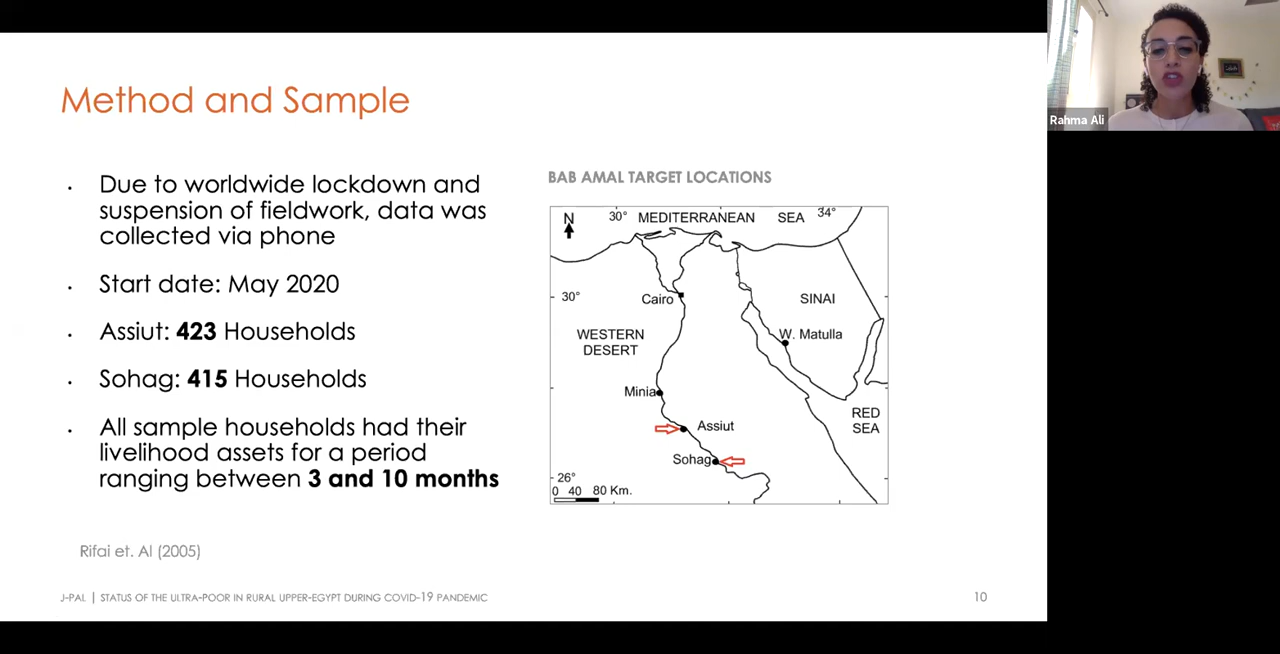 Method and Sample
• Due to worldwide lockdown and
suspension of fieldwork, data was
collected via phone
• Start date: May 2020
• Assiut: 423 Households
• Sohag: 415 Households
• All sample households had their
livelihood assets for a period
ranging between 3 and 10 months
BAB AMAL TARGET LOCATIONS
N 30° MEDITERRANEAN SEA 34°
30°
Cairo
SINAI
WESTERN
DESERT
W. Matulla
Minia
RED
SEA
Assiut
Sohag
26°
0 40 80 Km.
Rifai et. Al (2005)
J-PAL | STATUS OF THE ULTRA-POOR IN RURAL UPPER-EGYPT DURING COVID-19 PANDEMIC
10
Rahma Ali